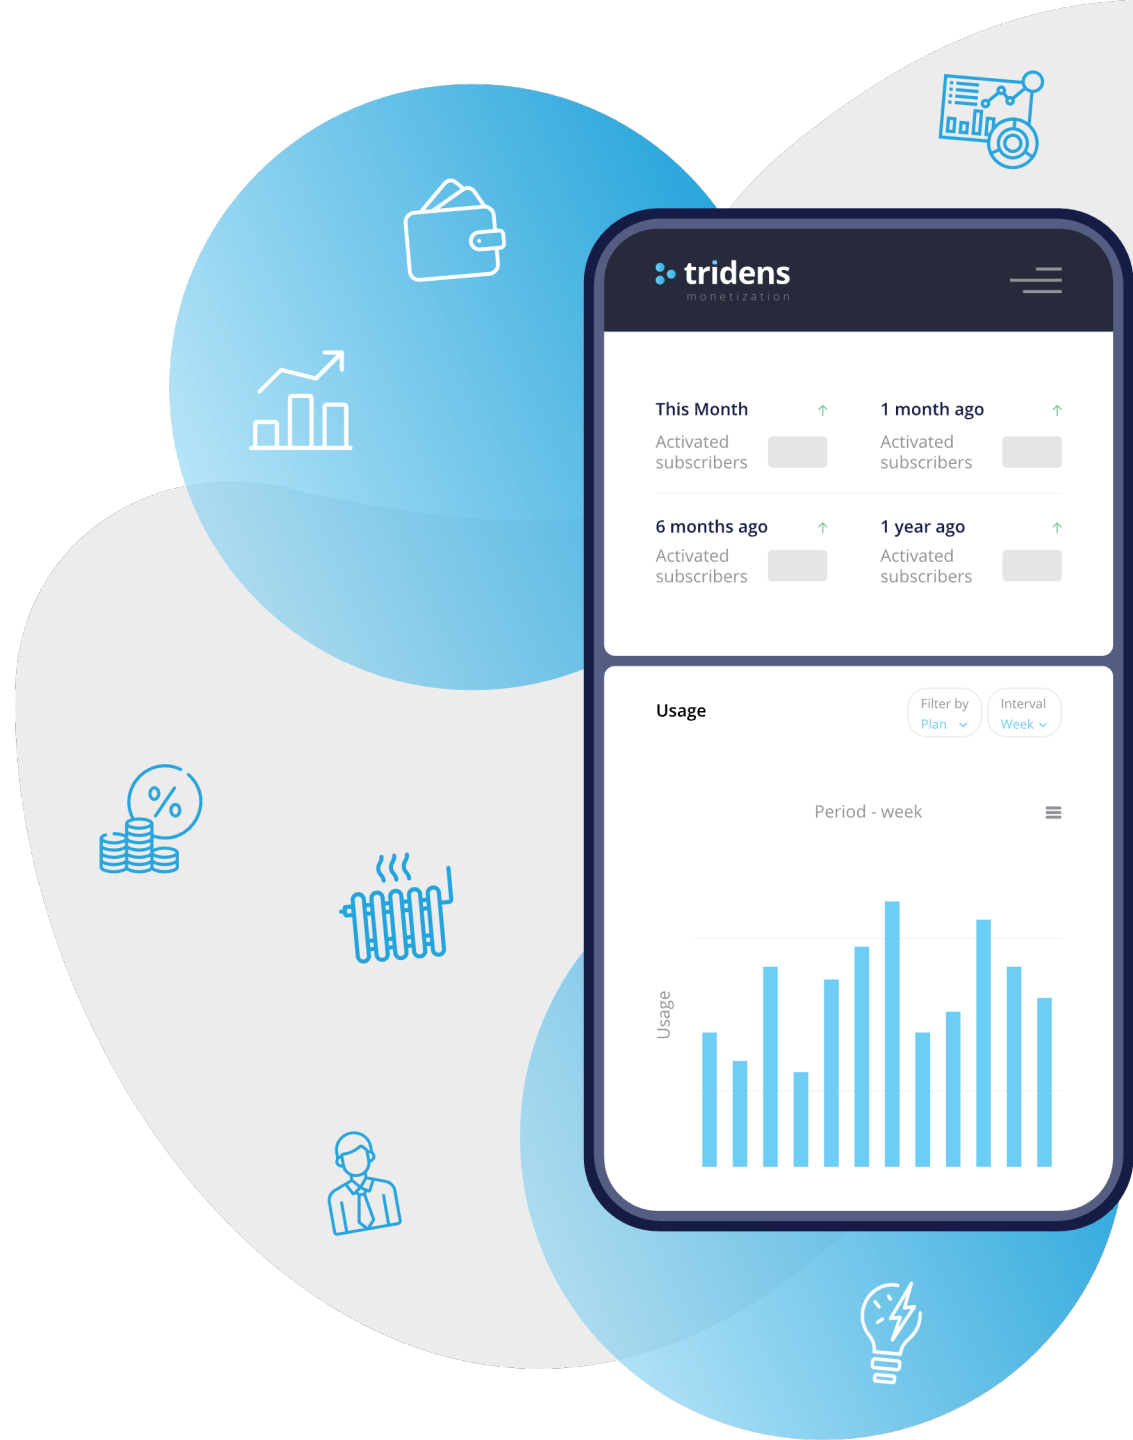 tridens
monetization
This Month
Activated
subscribers
1 month ago
Activated
subscribers
6 months ago
Activated
subscribers
1 year ago
Activated
subscribers
Usage
Filter by
Plan
Interval
Week
Period - week
Usage
%